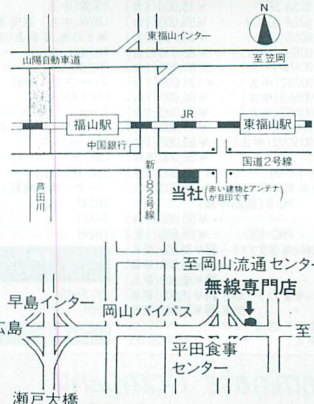 N
東福山インター
至笠岡
山陽自動車道
JR
福山駅
東福山駅
中国銀行
国道2号線
芦田川
新182号線
当社
(赤い建物とアンテナ)
が目印です
至岡山流通センター
無線専門店
早島インター
岡山バイパス
広島
至
平田食事
センター
瀬戸大橋